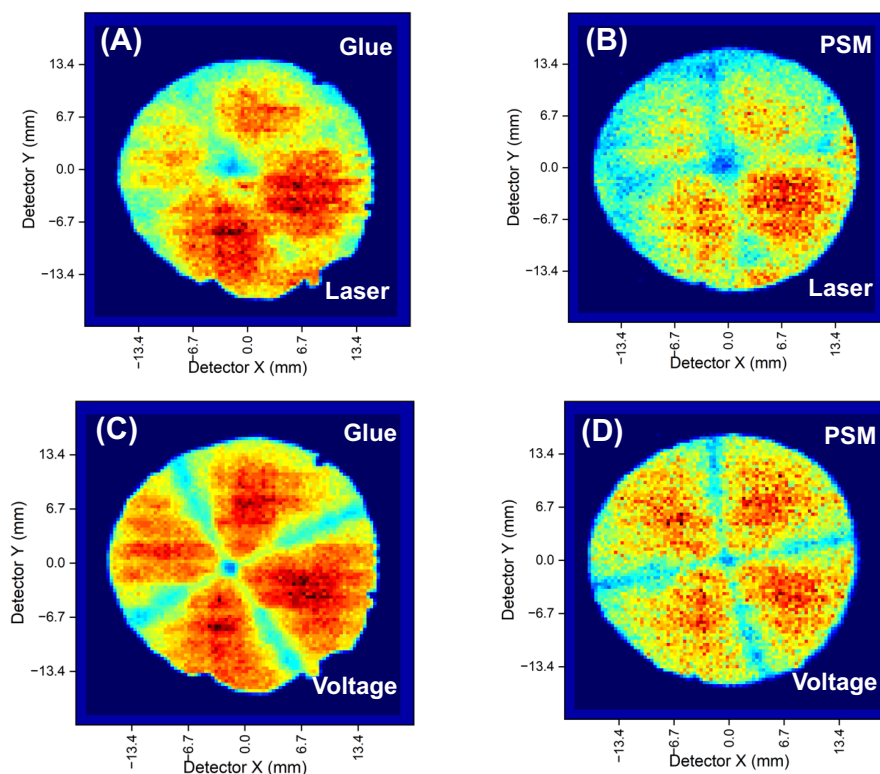 (A) Glue
Laser
Detector Y (mm)
13.4
6.7
0.0
−6.7
−13.4
−13.4
−6.7
0.0
6.7
13.4
Detector X (mm)
(B) PSM
Laser
Detector Y (mm)
13.4
6.7
0.0
−6.7
−13.4
−13.4
−6.7
0.0
6.7
13.4
Detector X (mm)
(C) Glue
Voltage
Detector Y (mm)
13.4
6.7
0.0
−6.7
−13.4
−13.4
−6.7
0.0
6.7
13.4
Detector X (mm)
(D) PSM
Voltage
Detector Y (mm)
13.4
6.7
0.0
−6.7
−13.4
−13.4
−6.7
0.0
6.7
13.4
Detector X (mm)